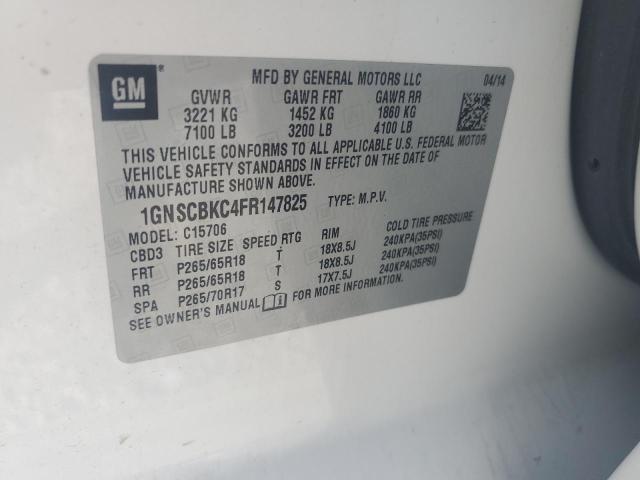 GM ®
MFD BY GENERAL MOTORS LLC 04/14
GVWR GAWR FRT GAWR RR
3221 KG 1452 KG 1860 KG
7100 LB 3200 LB 4100 LB
THIS VEHICLE CONFORMS TO ALL APPLICABLE U.S. FEDERAL MOTOR
VEHICLE SAFETY STANDARDS IN EFFECT ON THE DATE OF
MANUFACTURE SHOWN ABOVE.
1GNSCBKC4FR147825 TYPE: M.P.V.
MODEL: C15706
CBD3 TIRE SIZE SPEED RTG RIM COLD TIRE PRESSURE
FRT P265/65R18 T 18X8.5J 240KPA(35PSI)
RR P265/65R18 T 18X8.5J 240KPA(35PSI)
SPA P265/70R17 S 17X7.5J 240KPA(35PSI)
SEE OWNER'S MANUAL FOR MORE INFORMATION.